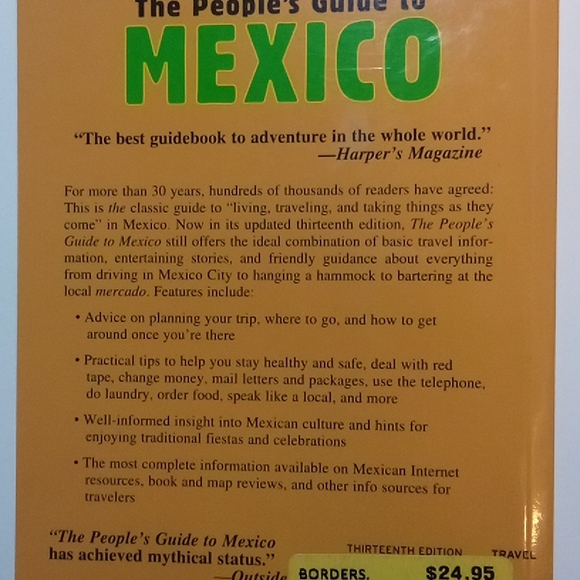 The People's Guide to
MEXICO
“The best guidebook to adventure in the whole world.”
—Harper's Magazine
For more than 30 years, hundreds of thousands of readers have agreed:
This is the classic guide to “living, traveling, and taking things as they
come” in Mexico. Now in its updated thirteenth edition, The People's
Guide to Mexico still offers the ideal combination of basic travel infor-
mation, entertaining stories, and friendly guidance about everything
from driving in Mexico City to hanging a hammock to bartering at the
local mercado. Features include:
• Advice on planning your trip, where to go, and how to get
around once you're there
• Practical tips to help you stay healthy and safe, deal with red
tape, change money, mail letters and packages, use the telephone,
do laundry, order food, speak like a local, and more
• Well-informed insight into Mexican culture and hints for
enjoying traditional fiestas and celebrations
• The most complete information available on Mexican Internet
resources, book and map reviews, and other info sources for
travelers
“The People's Guide to Mexico
has achieved mythical status.”
—Outside
THIRTEENTH EDITION TRAVEL
BORDERS. $24.95